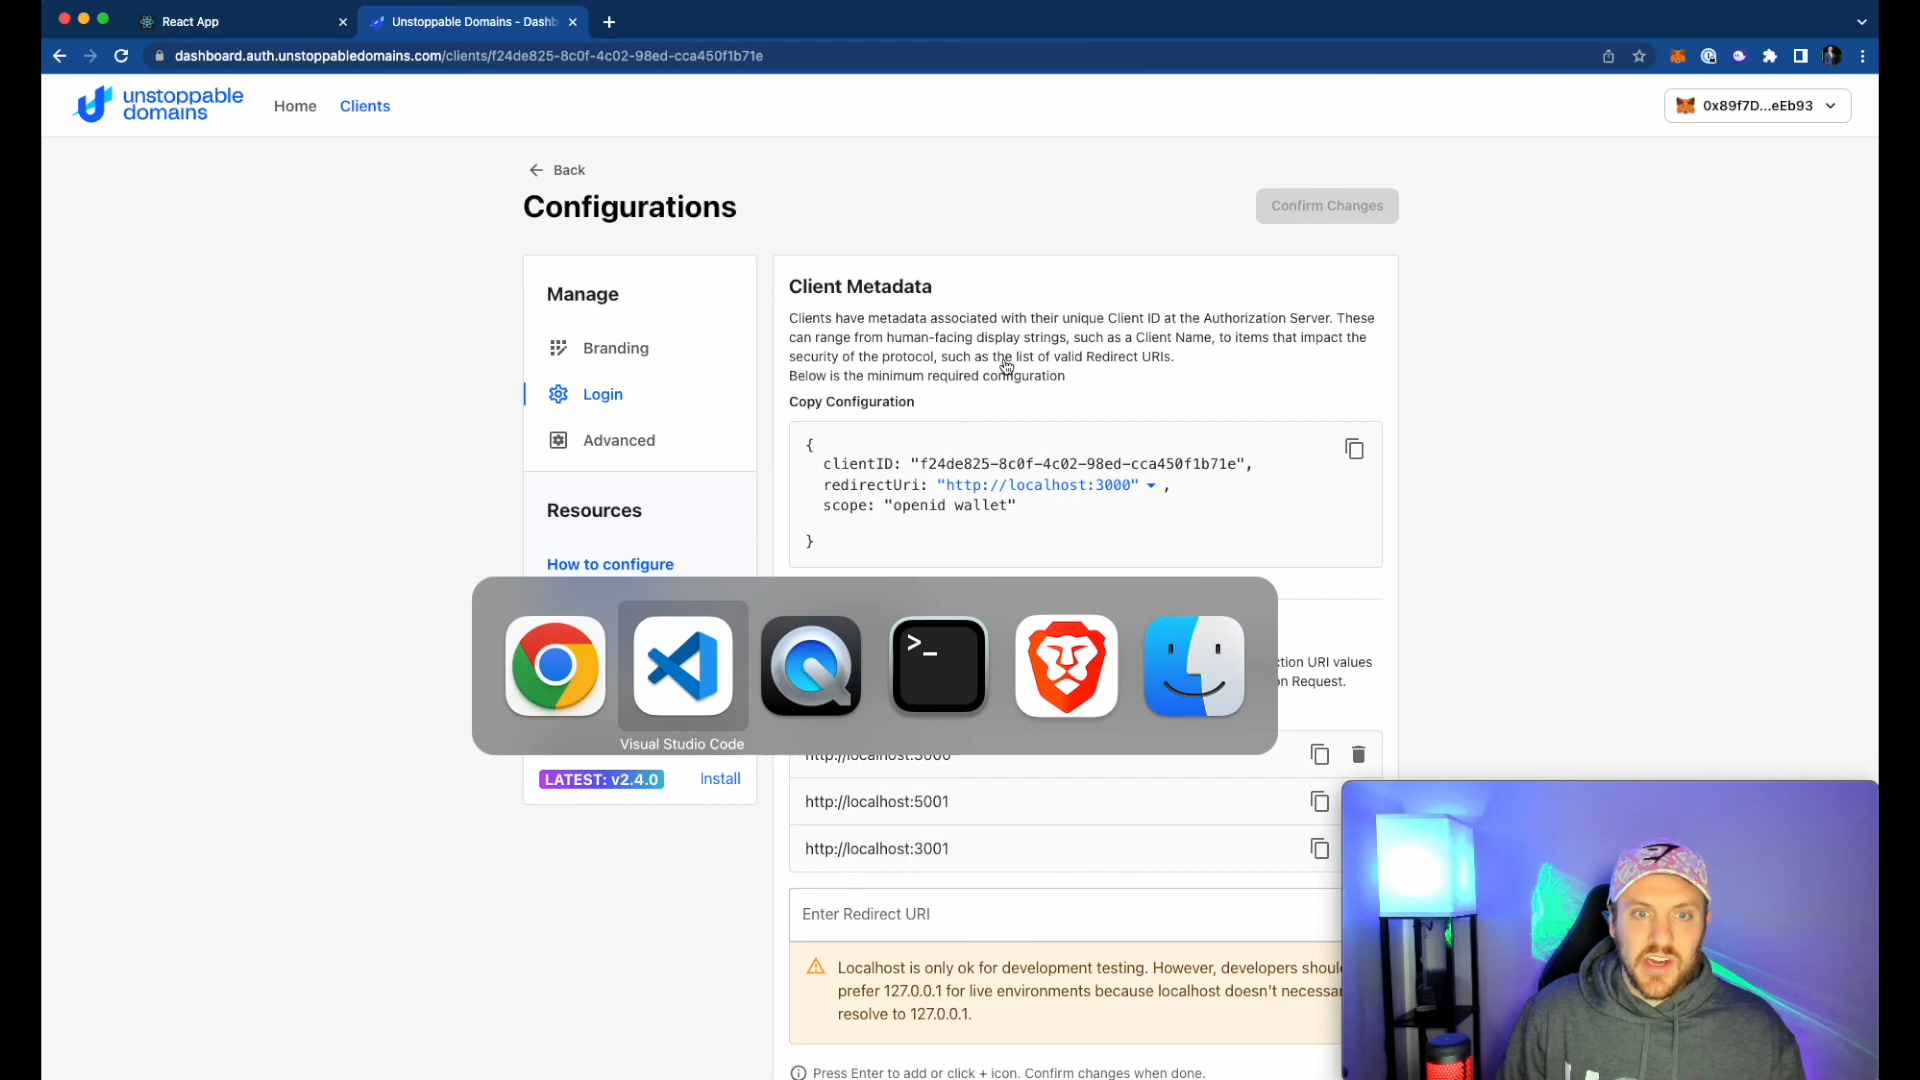 React App
Unstoppable Domains - Dashb
dashboard.auth.unstoppabledomains.com/clients/f24de825-8c0f-4c02-98ed-cca450f1b71e
unstoppable
domains
Home
Clients
0x89f7D...eEb93
Back
Configurations
Confirm Changes
Manage
Branding
Login
Advanced
Resources
How to configure
LATEST: v2.4.0
Install
Client Metadata
Clients have metadata associated with their unique Client ID at the Authorization Server. These
can range from human-facing display strings, such as a Client Name, to items that impact the
security of the protocol, such as the list of valid Redirect URIs.
Below is the minimum required configuration
Copy Configuration
{
clientID: "f24de825-8c0f-4c02-98ed-cca450f1b71e",
redirectUri: "http://localhost:3000" ,
scope: "openid wallet"
}
ction URI values
n Request.
Visual Studio Code
http://localhost:3000
http://localhost:5001
http://localhost:3001
Enter Redirect URI
Localhost is only ok for development testing. However, developers shoul
prefer 127.0.0.1 for live environments because localhost doesn't necessar
resolve to 127.0.0.1.
Press Enter to add or click + icon. Confirm changes when done.